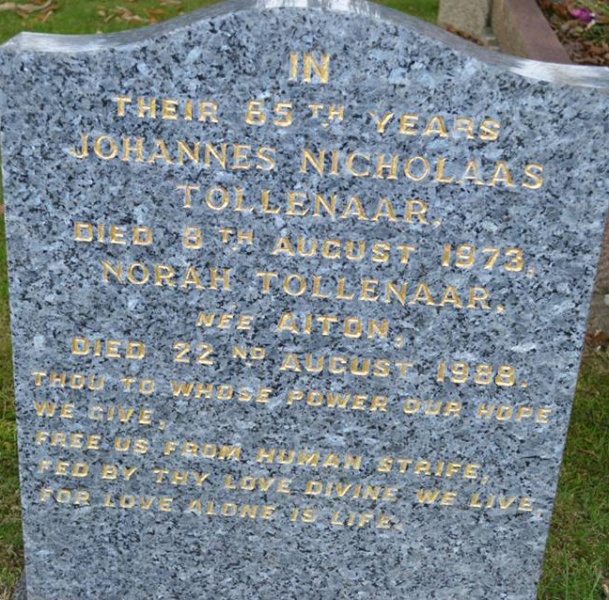 IN
THEIR 85TH YEARS
JOHANNES NICHOLAAS
TOLLENAAR,
DIED 8TH AUGUST 1973,
NORAH TOLLENAAR,
NÉE AITON,
DIED 22ND AUGUST 1988.
THOU TO WHOSE POWER OUR HOPE
WE GIVE,
FREE US FROM HUMAN STRIFE,
FED BY THY LOVE DIVINE WE LIVE,
FOR LOVE ALONE IS LIFE.